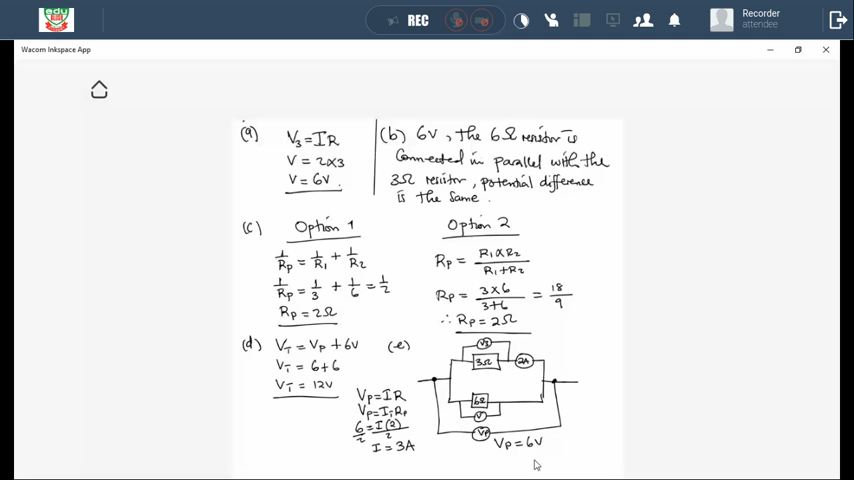 edu
REC
Recorder
attendee
Wacom Inkspace App
(a) V₃ = IR
V = 2×3
V = 6V.
(b) 6V, the 6Ω resistor is
connected in parallel with the
3Ω resistor, potential difference
is the same.
(c) Option 1
1/Rp = 1/R₁ + 1/R₂
1/Rp = 1/3 + 1/6 = 1/2
Rp = 2Ω
Option 2
Rp = R₁×R₂/R₁+R₂
Rp = 3×6/3+6 = 18/9
∴ Rp = 2Ω
(d) V_T = Vp + 6V
V_T = 6+6
V_T = 12V
(e)
Vp = IR
Vp = I_T Rp
6/2 = I(2)/2
I = 3A
V₃
3Ω
2A
6Ω
V
Vp
Vp = 6V